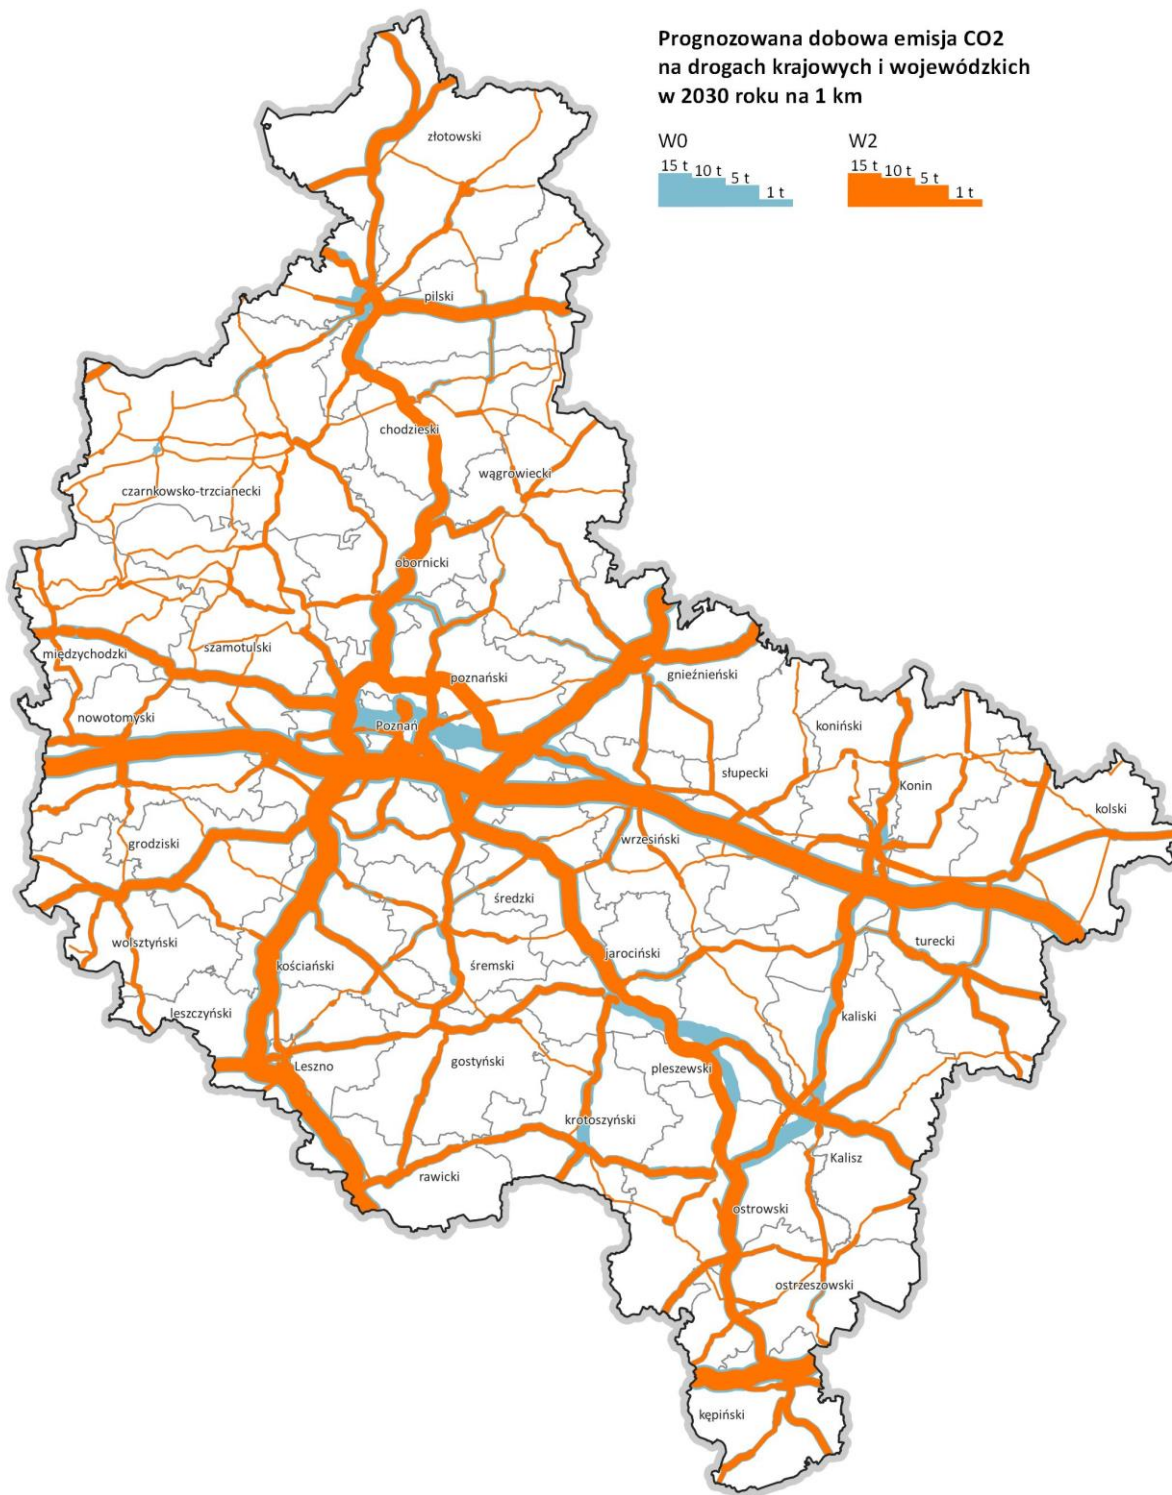 Prognozowana dobowa emisja CO2
na drogach krajowych i wojewódzkich
w 2030 roku na 1 km
W0
W2
15 t 10 t 5 t 1 t
15 t 10 t 5 t 1 t
złotowski
pilski
chodzieski
wągrowiecki
czarnkowsko-trzcianecki
obornicki
międzychodzki
szamotulski
poznański
gnieźnieński
nowotomyski
Poznań
koniński
słupecki
Konin
kolski
grodziski
wrzesiński
średzki
wolsztyński
kościański
śremski
jarociński
turecki
leszczyński
kaliski
Leszno
gostyński
pleszewski
krotoszyński
Kalisz
rawicki
ostrowski
ostrzeszowski
kępiński